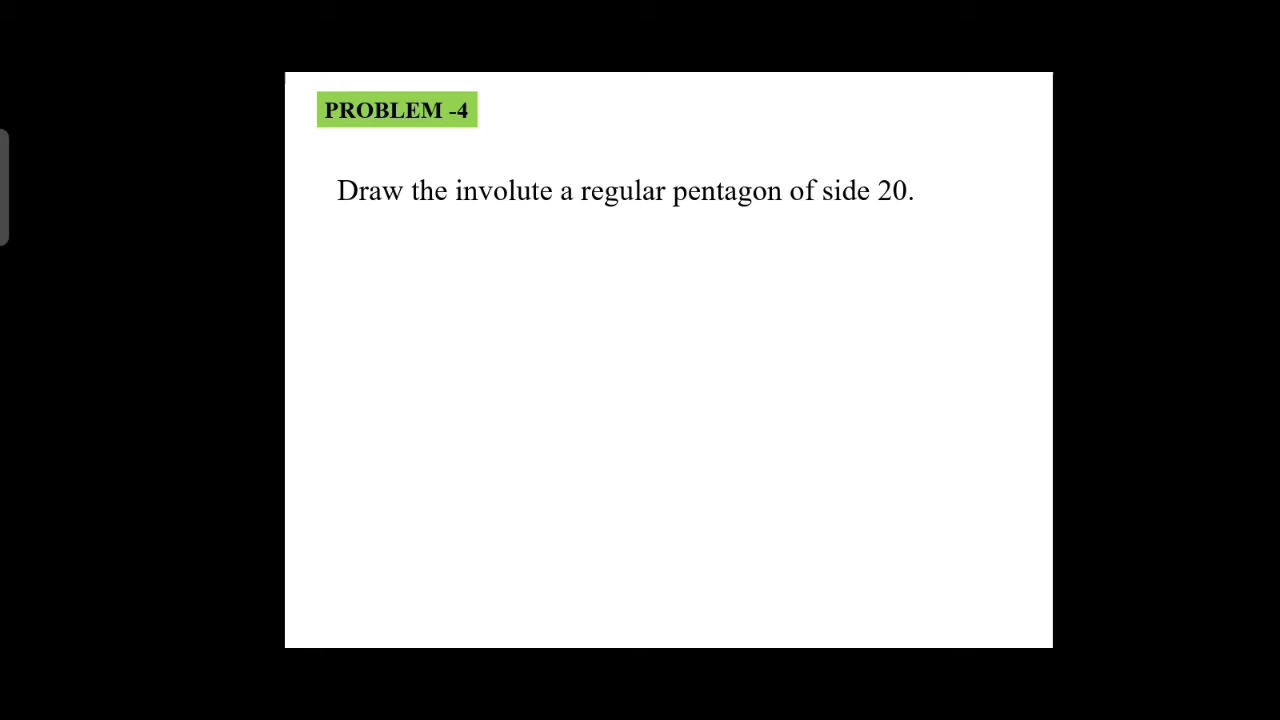 PROBLEM -4
Draw the involute a regular pentagon of side 20.